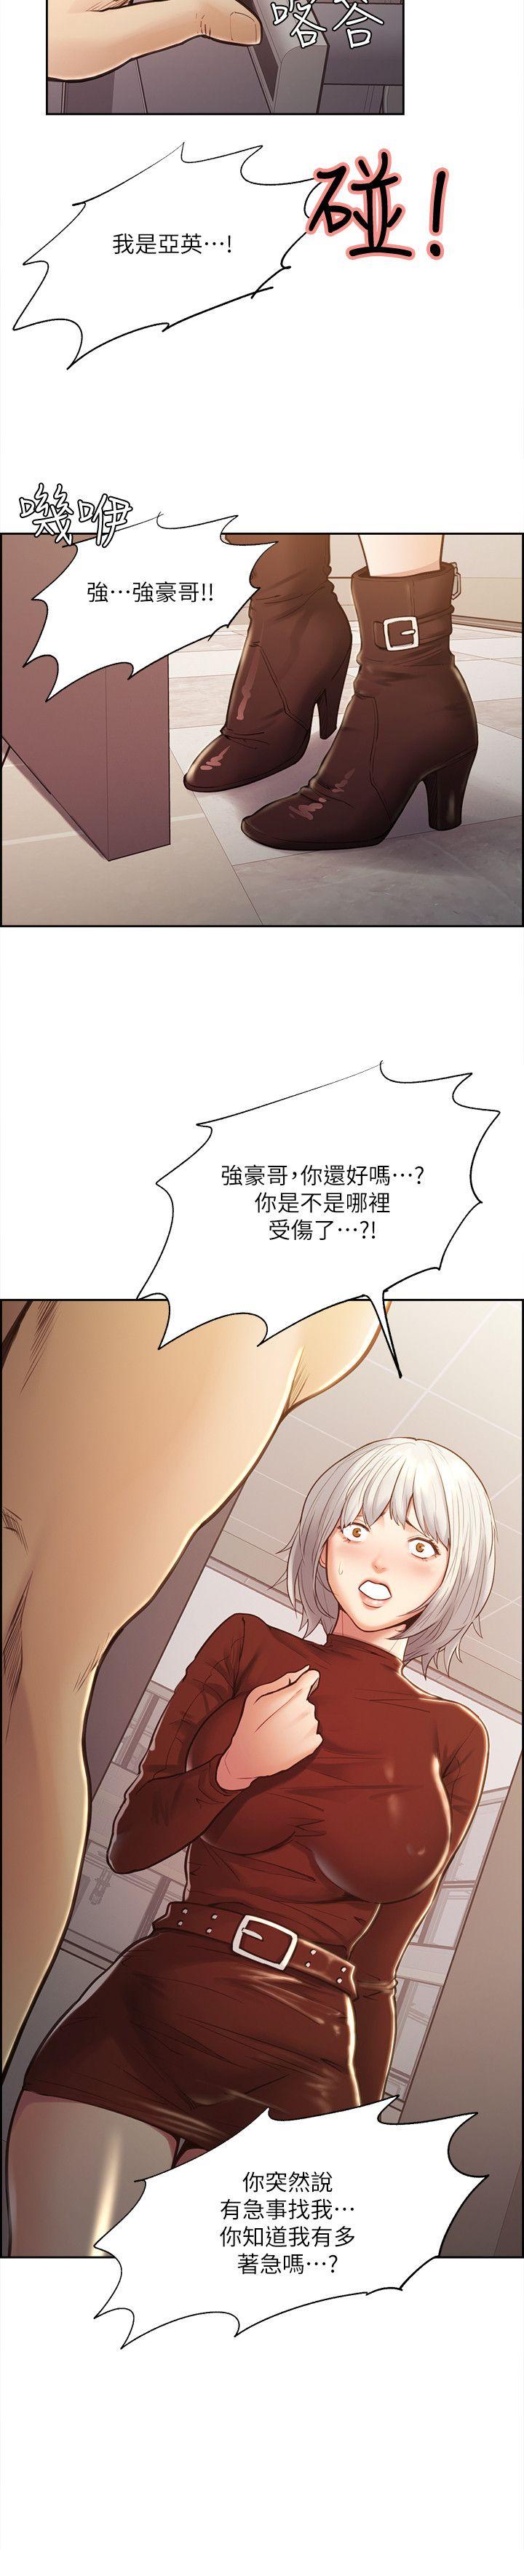 喀答
碰!
我是亞英…!
嘰咿
強…強豪哥!!
強豪哥,你還好嗎…?
你是不是哪裡
受傷了…?!
你突然說
有急事找我…
你知道我有多
著急嗎…?